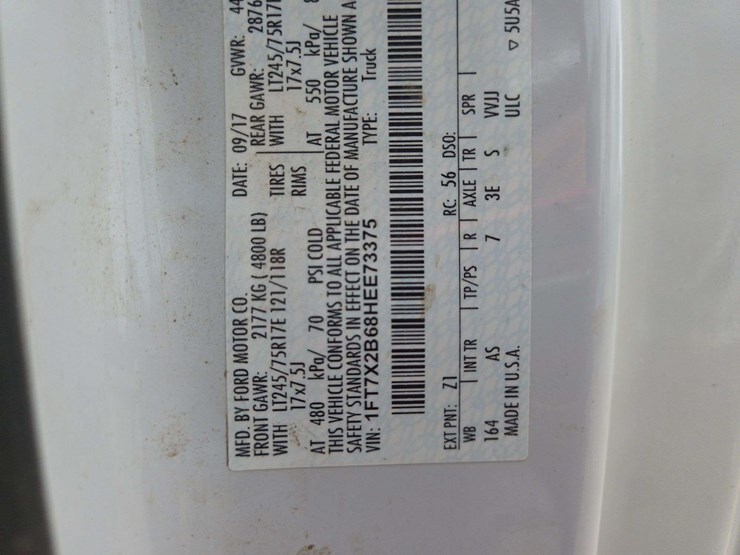 MFD. BY FORD MOTOR CO.
DATE: 09/17 GVWR: 44
FRONT GAWR: 2177 KG ( 4800 LB) REAR GAWR: 2876
WITH LT245/75R17E 121/118R TIRES WITH LT245/75R17E
17x7.5J RIMS 17x7.5J
AT 480 kPa/ 70 PSI COLD AT 550 kPa/
THIS VEHICLE CONFORMS TO ALL APPLICABLE FEDERAL MOTOR VEHICLE
SAFETY STANDARDS IN EFFECT ON THE DATE OF MANUFACTURE SHOWN A
VIN: 1FT7X2B68HEE73375 TYPE: Truck
EXT PNT: Z1 RC: 56 DSO:
WB INT TR TP/PS R AXLE TR SPR
164 AS 7 3E S VVJJ
MADE IN U.S.A. ULC ▽ 5U5A